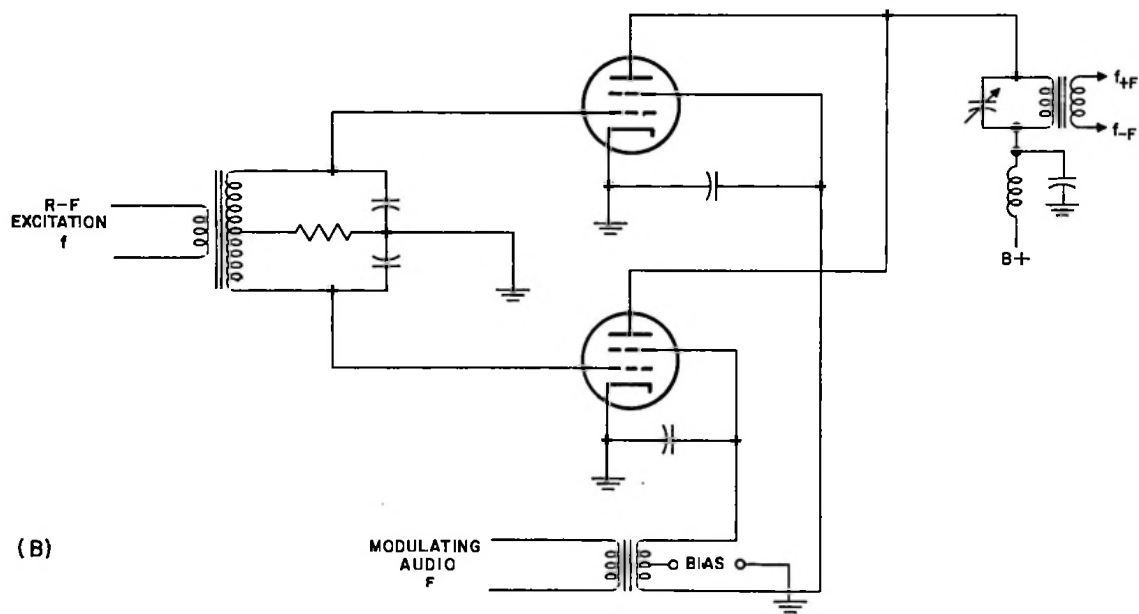 f+F
f-F
B+
R-F
EXCITATION
f
(B)
MODULATING
AUDIO
F
BIAS